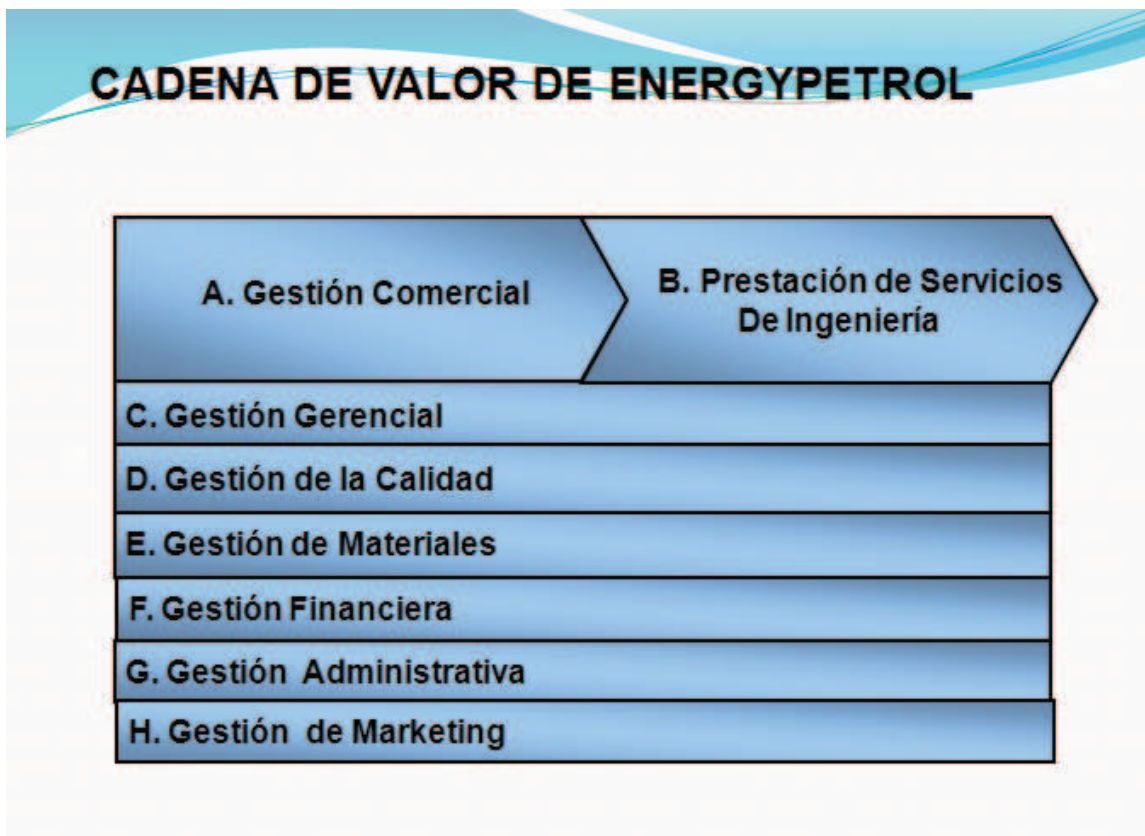 CADENA DE VALOR DE ENERGYPETROL
A. Gestión Comercial
B. Prestación de Servicios
De Ingeniería
C. Gestión Gerencial
D. Gestión de la Calidad
E. Gestión de Materiales
F. Gestión Financiera
G. Gestión Administrativa
H. Gestión de Marketing